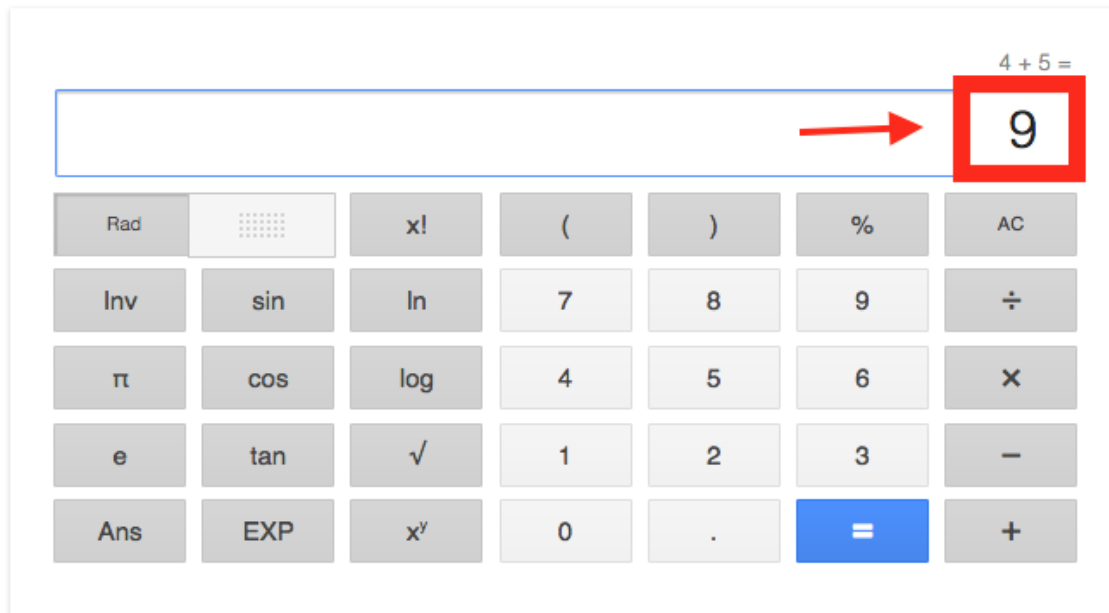 4 + 5 =
9
Rad x! ( ) % AC
Inv sin ln 7 8 9 ÷
π cos log 4 5 6 ×
e tan √ 1 2 3 −
Ans EXP xʸ 0 . = +